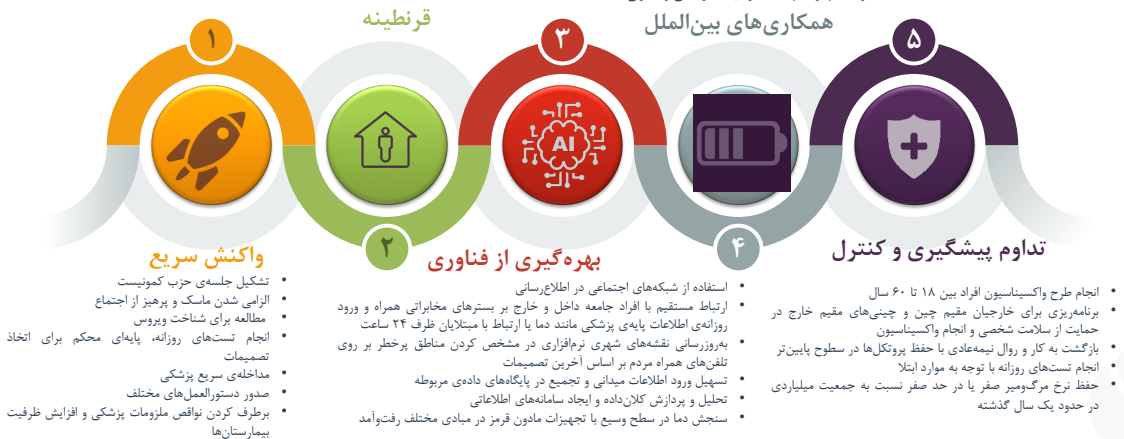 ۱
واکنش سریع
• تشکیل جلسه‌ی حزب کمونیست
• الزامی شدن ماسک و پرهیز از اجتماع
• مطالعه برای شناخت ویروس
• انجام تست‌های روزانه، پایه‌ای محکم برای اتخاذ
تصمیمات
• مداخله‌ی سریع پزشکی
• صدور دستورالعمل‌های مختلف
• برطرف کردن نواقص ملزومات پزشکی و افزایش ظرفیت
بیمارستان‌ها
قرنطینه
۲
۳
AI
بهره‌گیری از فناوری
• استفاده از شبکه‌های اجتماعی در اطلاع‌رسانی
• ارتباط مستقیم با افراد جامعه داخل و خارج بر بسترهای مخابراتی همراه و ورود
روزانه‌ی اطلاعات پایه‌ی پزشکی مانند دما یا ارتباط با مبتلایان ظرف ۲۴ ساعت
• به‌روزرسانی نقشه‌های شهری نرم‌افزاری در مشخص کردن مناطق پرخطر بر روی
تلفن‌های همراه مردم بر اساس آخرین تصمیمات
• تسهیل ورود اطلاعات میدانی و تجمیع در پایگاه‌های داده‌ی مربوطه
• تحلیل و پردازش کلان‌داده و ایجاد سامانه‌های اطلاعاتی
• سنجش دما در سطح وسیع با تجهیزات مادون قرمز در مبادی مختلف رفت‌وآمد
همکاری‌های بین‌الملل
۴
۵
تداوم پیشگیری و کنترل
• انجام طرح واکسیناسیون افراد بین ۱۸ تا ۶۰ سال
• برنامه‌ریزی برای خارجیان مقیم چین و چینی‌های مقیم خارج در
حمایت از سلامت شخصی و انجام واکسیناسیون
• بازگشت به کار و روال نیمه‌عادی با حفظ پروتکل‌ها در سطوح پایین‌تر
• انجام تست‌های روزانه با توجه به موارد ابتلا
• حفظ نرخ مرگ‌ومیر صفر یا در حد صفر نسبت به جمعیت میلیاردی
در حدود یک سال گذشته